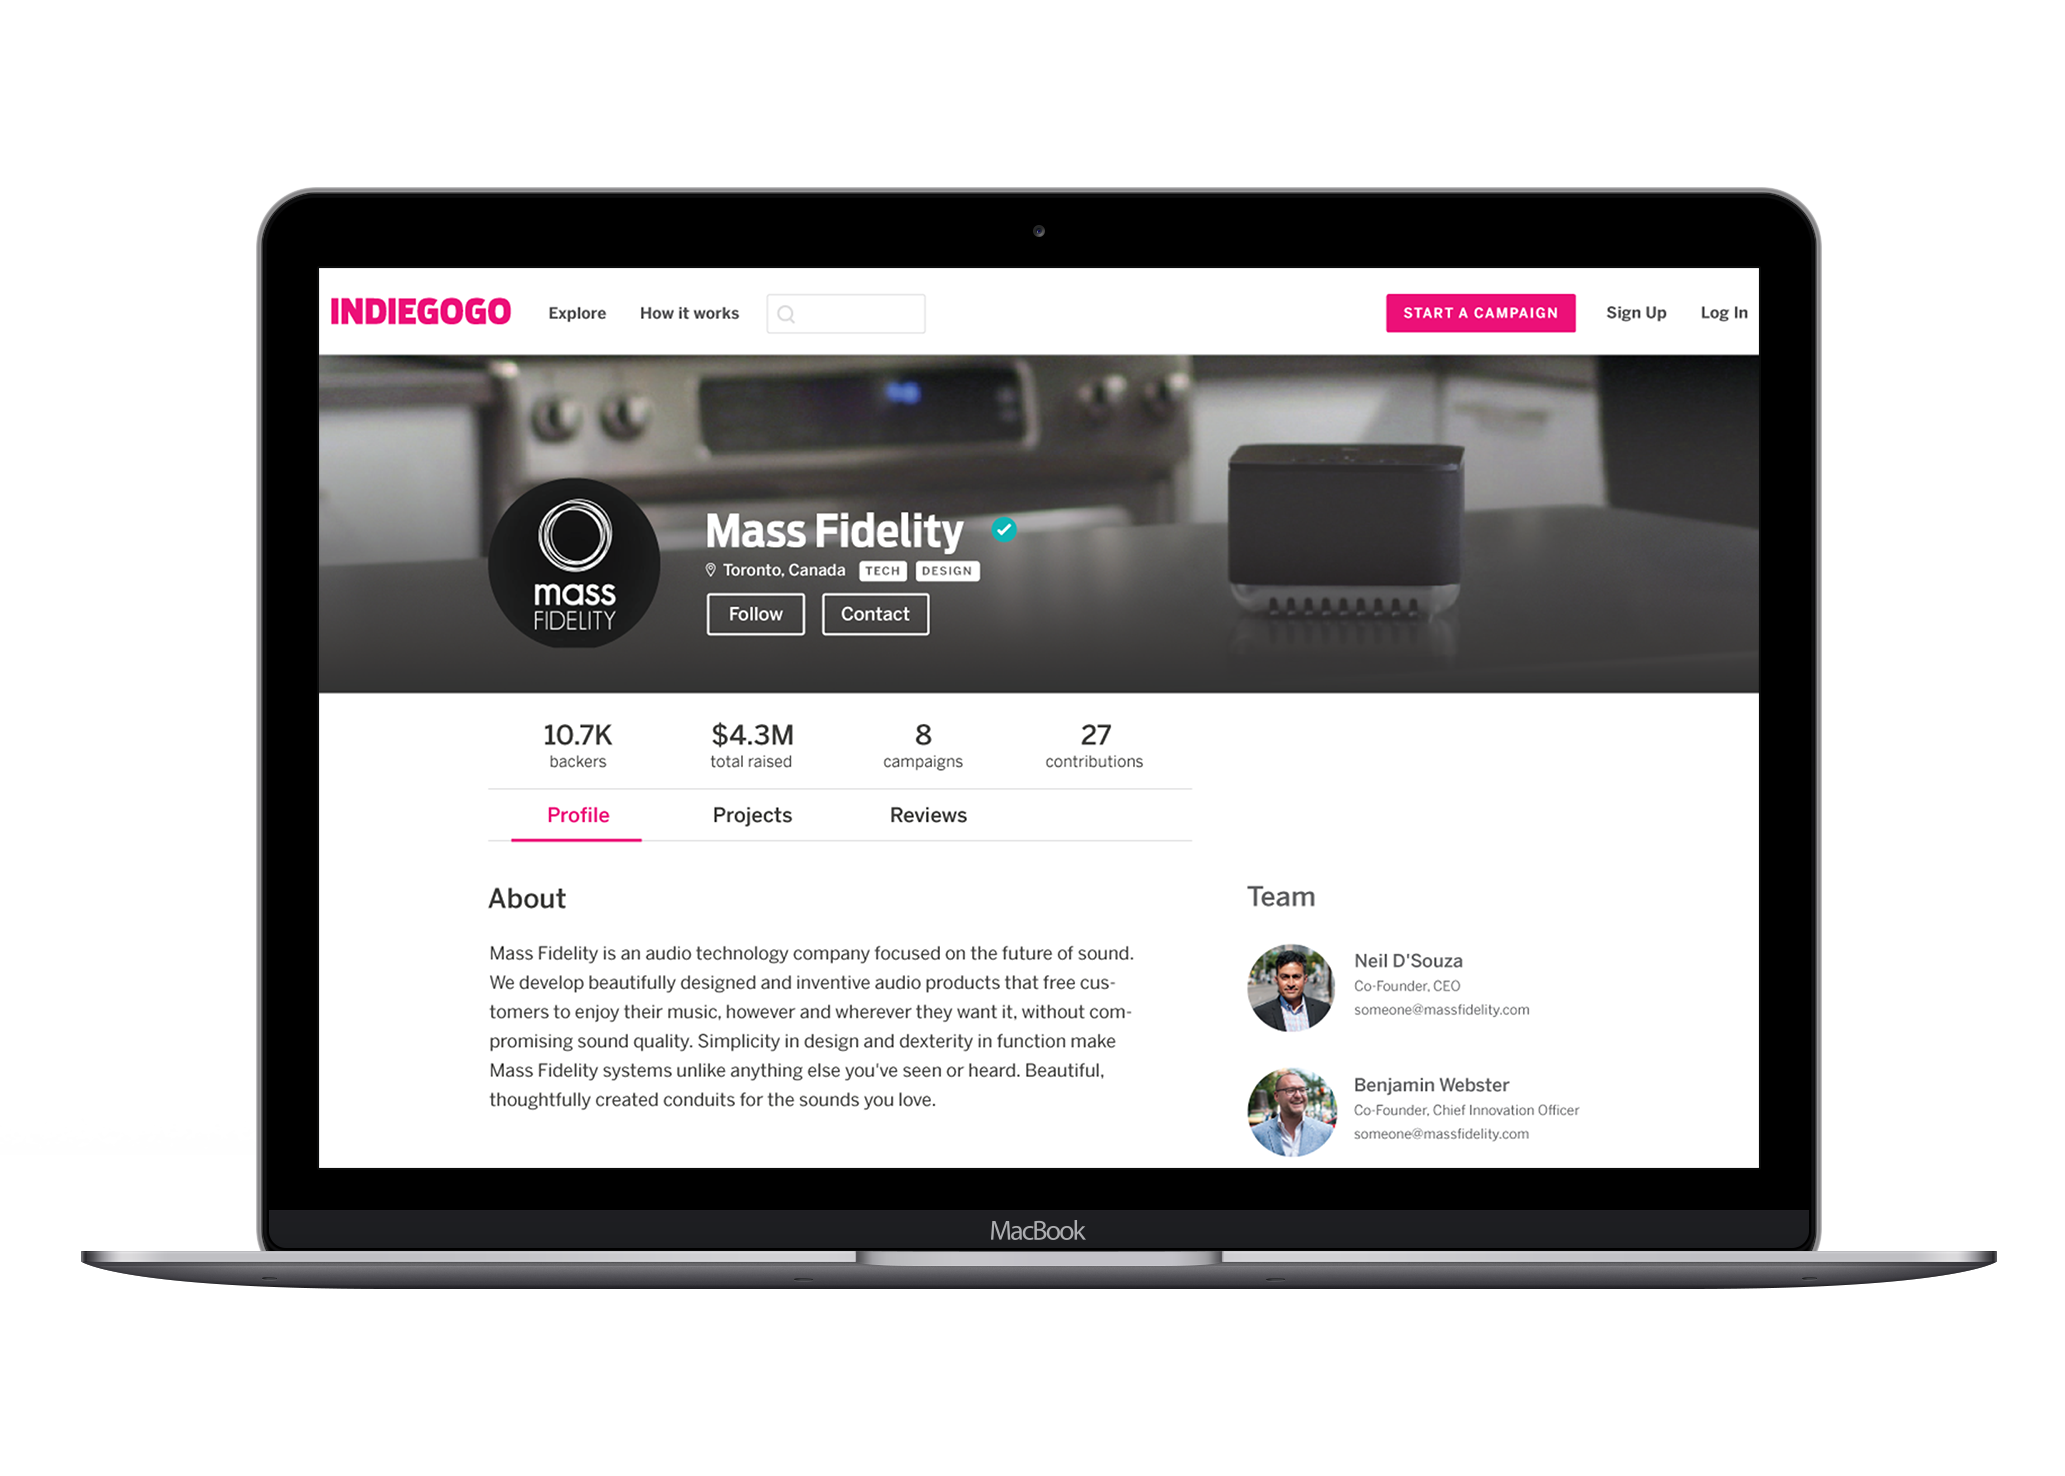 INDIEGOGO
Explore
How it works
START A CAMPAIGN
Sign Up
Log In
mass
FIDELITY
Mass Fidelity
Toronto, Canada
TECH
DESIGN
Follow
Contact
10.7K
backers
$4.3M
total raised
8
campaigns
27
contributions
Profile
Projects
Reviews
About
Mass Fidelity is an audio technology company focused on the future of sound.
We develop beautifully designed and inventive audio products that free cus-
tomers to enjoy their music, however and wherever they want it, without com-
promising sound quality. Simplicity in design and dexterity in function make
Mass Fidelity systems unlike anything else you've seen or heard. Beautiful,
thoughtfully created conduits for the sounds you love.
Team
Neil D'Souza
Co-Founder, CEO
someone@massfidelity.com
Benjamin Webster
Co-Founder, Chief Innovation Officer
someone@massfidelity.com
MacBook